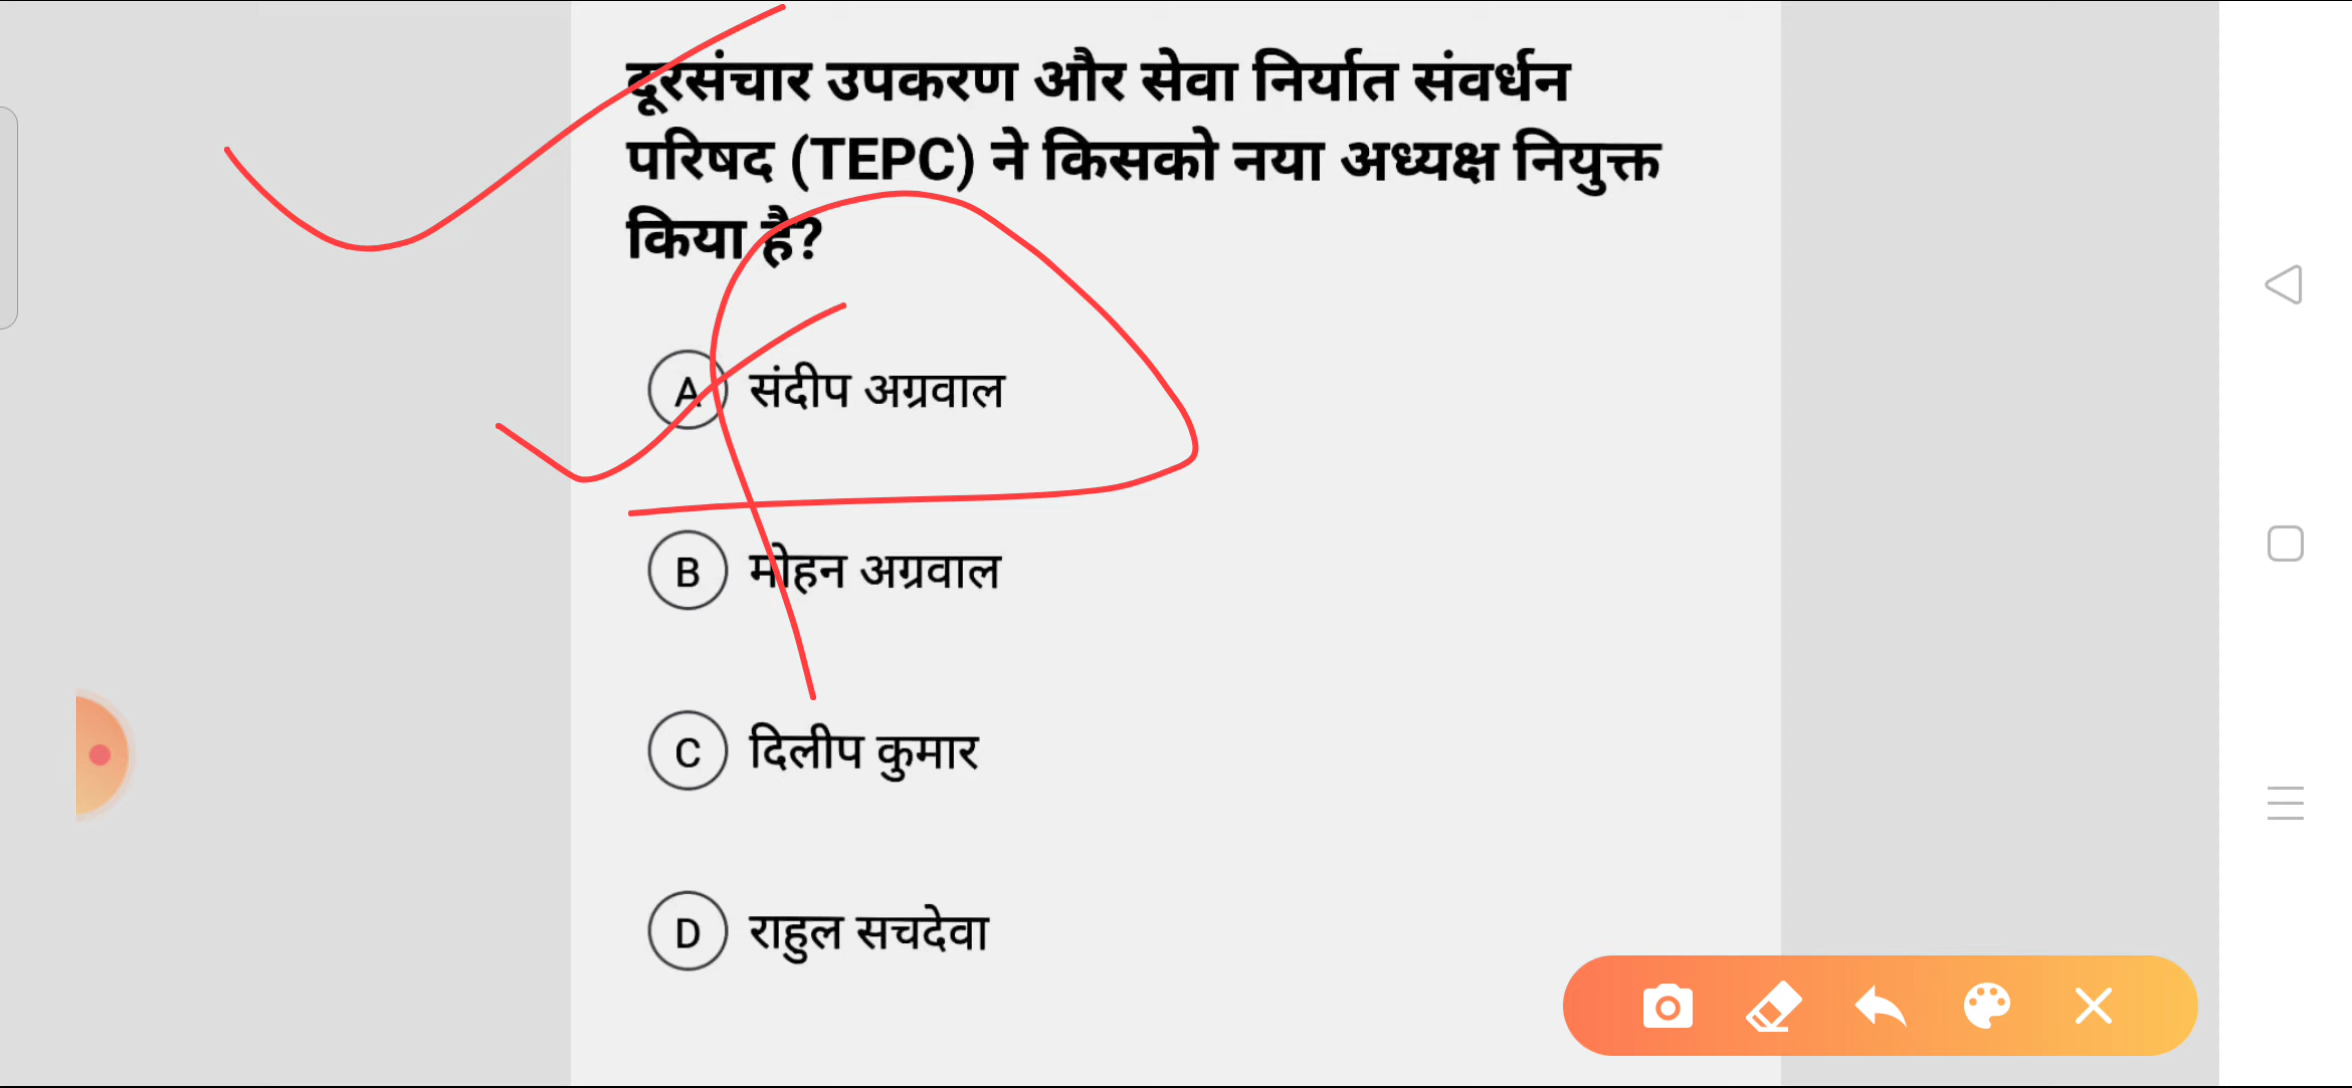 दूरसंचार उपकरण और सेवा निर्यात संवर्धन
परिषद (TEPC) ने किसको नया अध्यक्ष नियुक्त
किया है?
A संदीप अग्रवाल
B मोहन अग्रवाल
C दिलीप कुमार
D राहुल सचदेवा